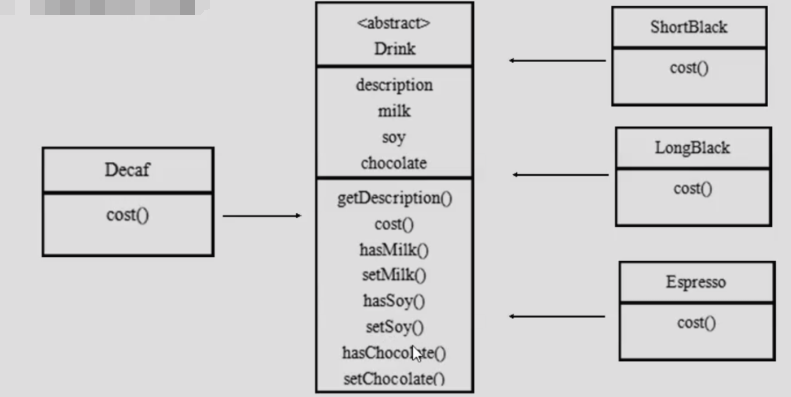 Decaf
cost()
<abstract>
Drink
description
milk
soy
chocolate
getDescription()
cost()
hasMilk()
setMilk()
hasSoy()
setSoy()
hasChocolate()
setChocolate()
ShortBlack
cost()
LongBlack
cost()
Espresso
cost()